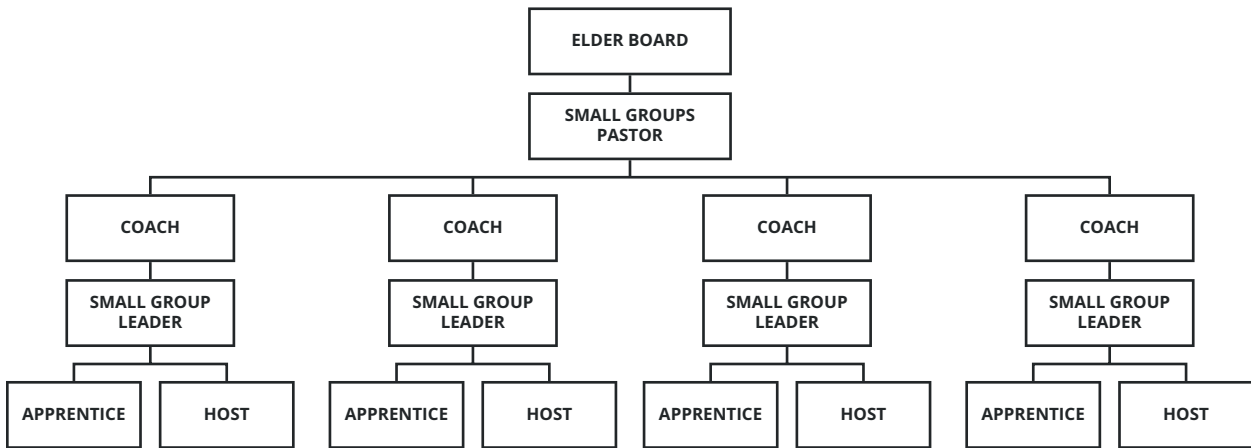 ELDER BOARD
SMALL GROUPS
PASTOR
COACH
COACH
COACH
COACH
SMALL GROUP
LEADER
SMALL GROUP
LEADER
SMALL GROUP
LEADER
SMALL GROUP
LEADER
APPRENTICE
HOST
APPRENTICE
HOST
APPRENTICE
HOST
APPRENTICE
HOST